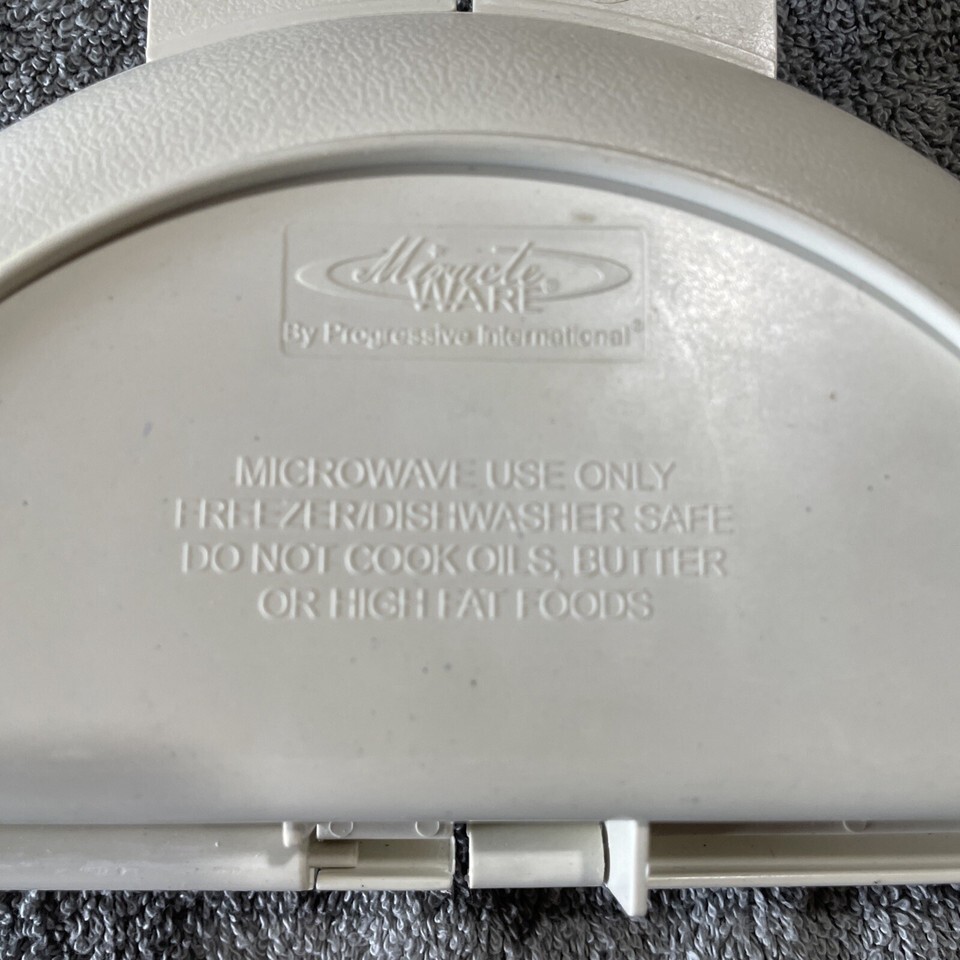 Miracle
WARE®
By Progressive International®
MICROWAVE USE ONLY
FREEZER/DISHWASHER SAFE
DO NOT COOK OILS, BUTTER
OR HIGH FAT FOODS